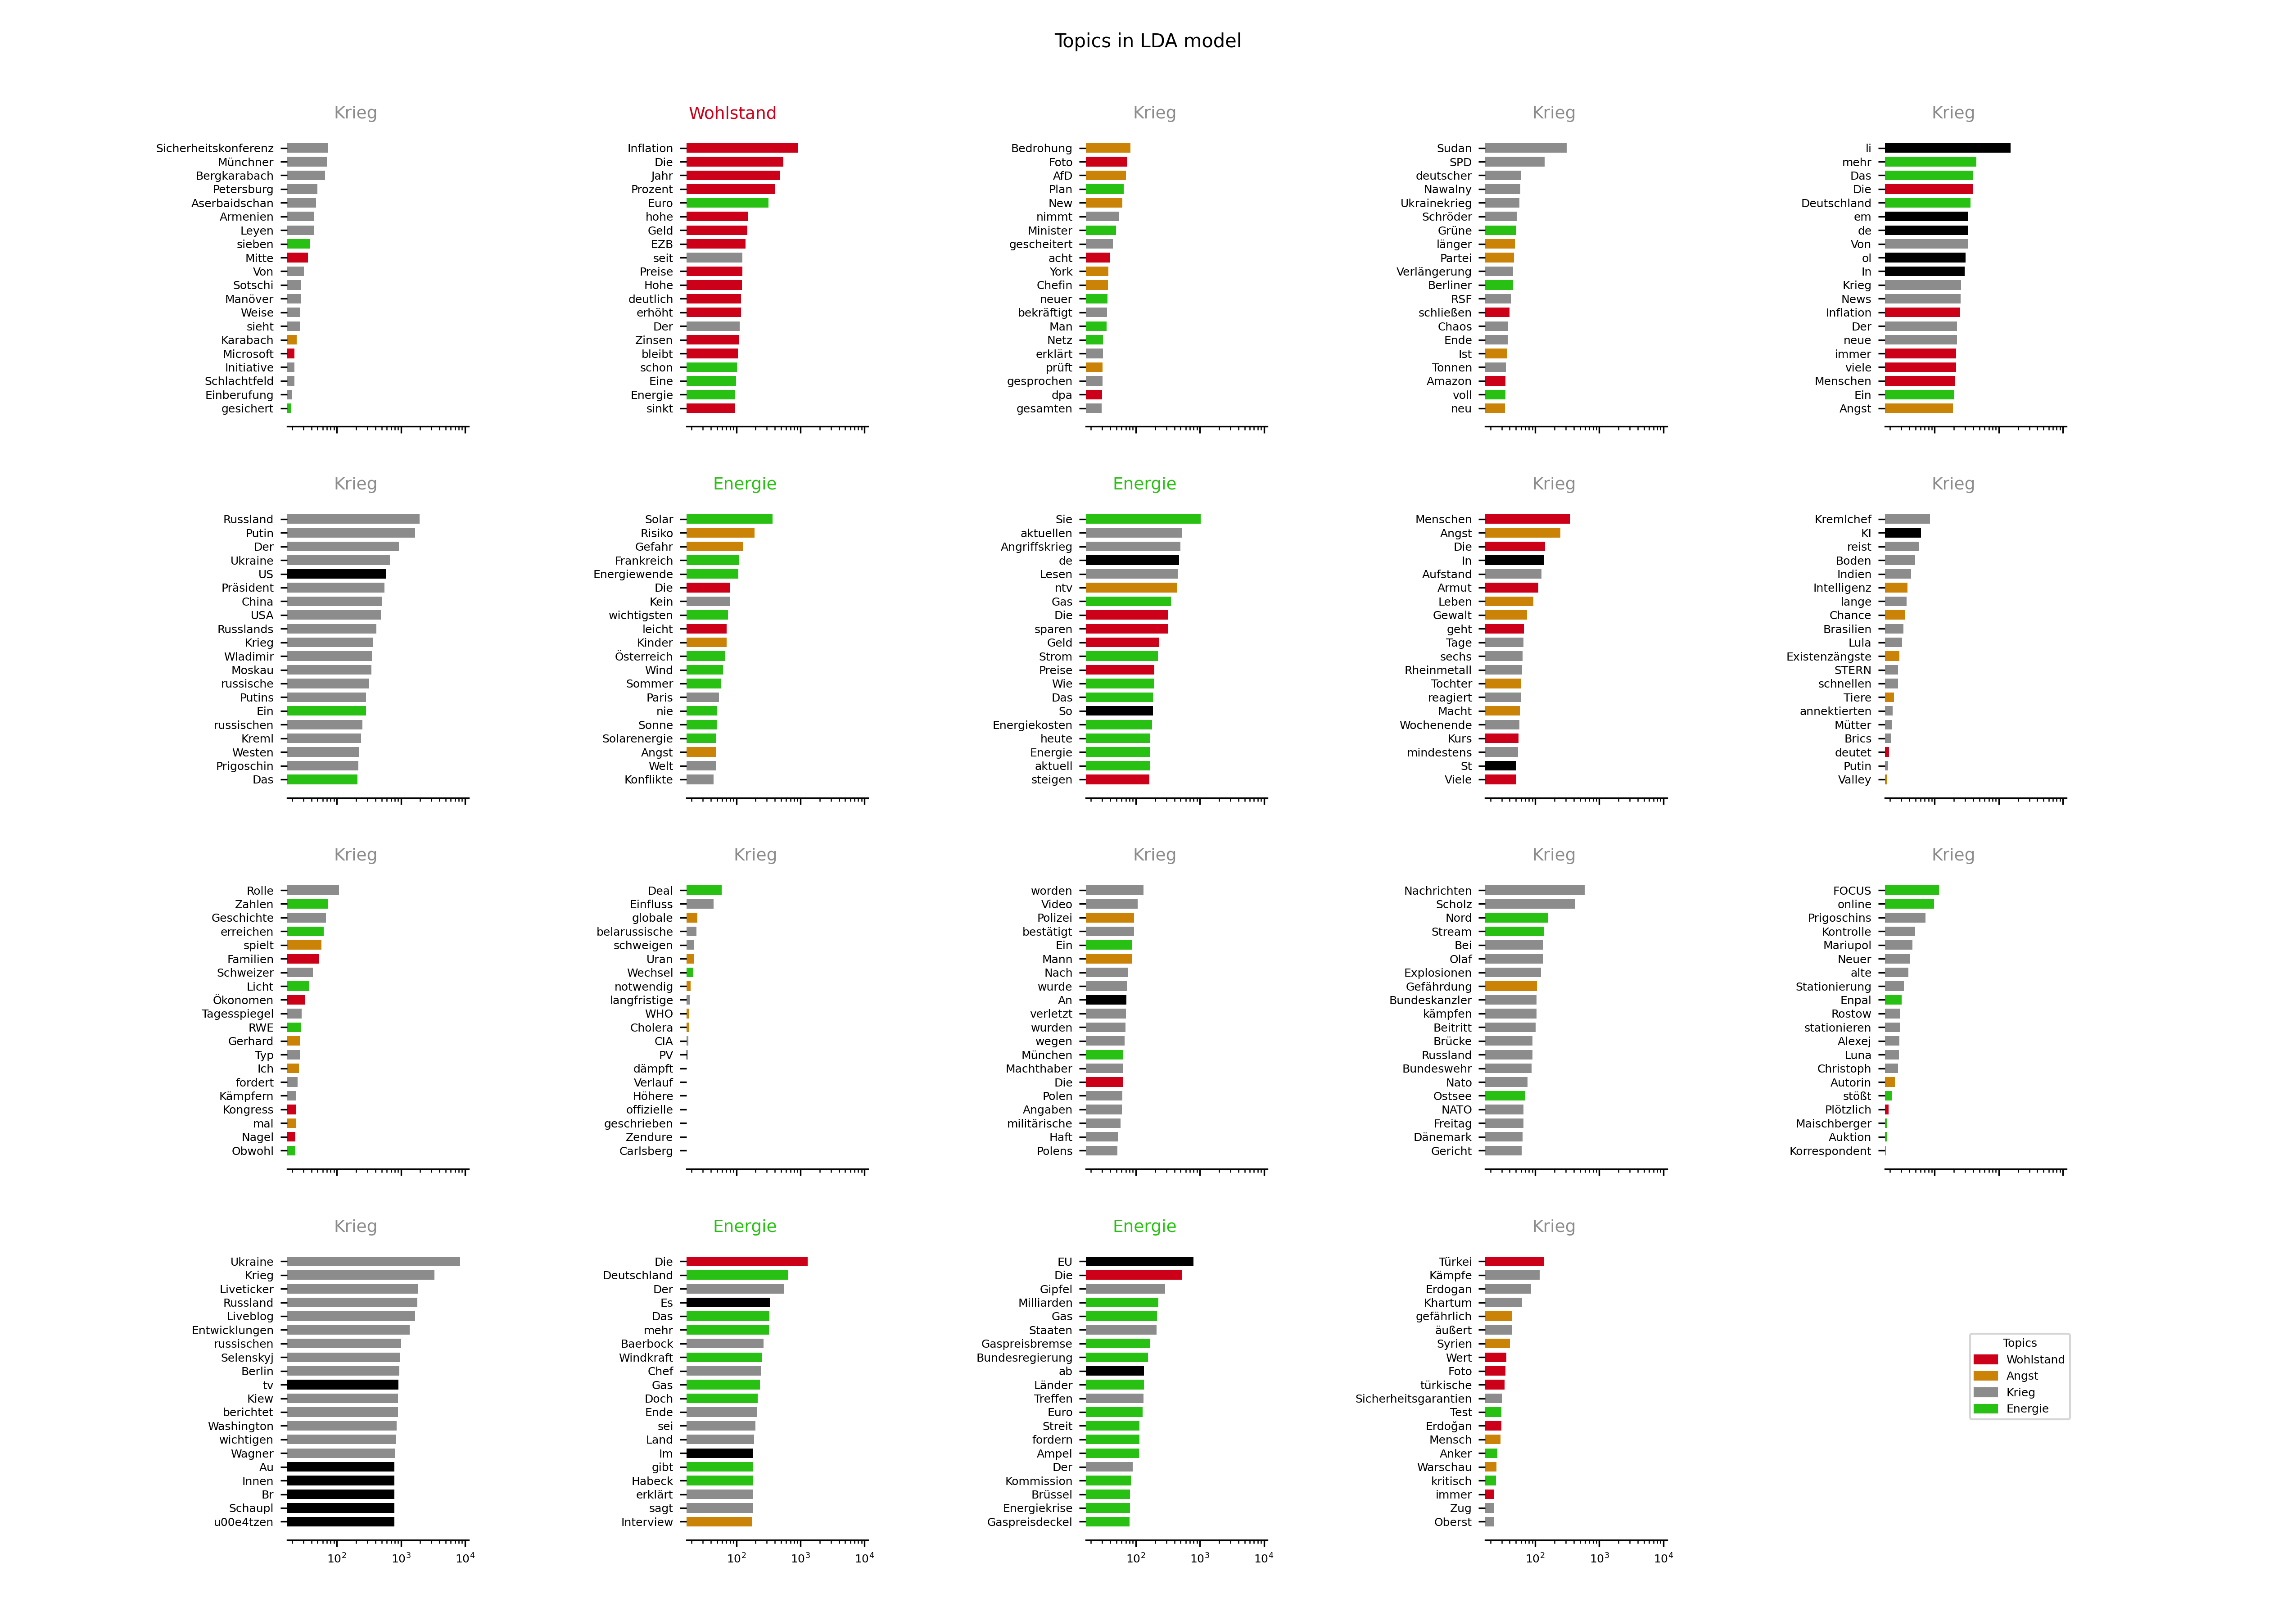 Topics in LDA model
Krieg
Sicherheitskonferenz
Münchner
Bergkarabach
Petersburg
Aserbaidschan
Armenien
Leyen
sieben
Mitte
Von
Sotschi
Manöver
Weise
sieht
Karabach
Microsoft
Initiative
Schlachtfeld
Einberufung
gesichert
Wohlstand
Inflation
Die
Jahr
Prozent
Euro
hohe
Geld
EZB
seit
Preise
Hohe
deutlich
erhöht
Der
Zinsen
bleibt
schon
Eine
Energie
sinkt
Krieg
Bedrohung
Foto
AfD
Plan
New
nimmt
Minister
gescheitert
acht
York
Chefin
neuer
bekräftigt
Man
Netz
erklärt
prüft
gesprochen
dpa
gesamten
Krieg
Sudan
SPD
deutscher
Nawalny
Ukrainekrieg
Schröder
Grüne
länger
Partei
Verlängerung
Berliner
RSF
schließen
Chaos
Ende
Ist
Tonnen
Amazon
voll
neu
Krieg
li
mehr
Das
Die
Deutschland
em
de
Von
ol
In
Krieg
News
Inflation
Der
neue
immer
viele
Menschen
Ein
Angst
Krieg
Russland
Putin
Der
Ukraine
US
Präsident
China
USA
Russlands
Krieg
Wladimir
Moskau
russische
Putins
Ein
russischen
Kreml
Westen
Prigoschin
Das
Energie
Solar
Risiko
Gefahr
Frankreich
Energiewende
Die
Kein
wichtigsten
leicht
Kinder
Österreich
Wind
Sommer
Paris
nie
Sonne
Solarenergie
Angst
Welt
Konflikte
Energie
Sie
aktuellen
Angriffskrieg
de
Lesen
ntv
Gas
Die
sparen
Geld
Strom
Preise
Wie
Das
So
Energiekosten
heute
Energie
aktuell
steigen
Krieg
Menschen
Angst
Die
In
Aufstand
Armut
Leben
Gewalt
geht
Tage
sechs
Rheinmetall
Tochter
reagiert
Macht
Wochenende
Kurs
mindestens
St
Viele
Krieg
Kremlchef
KI
reist
Boden
Indien
Intelligenz
lange
Chance
Brasilien
Lula
Existenzängste
STERN
schnellen
Tiere
annektierten
Mütter
Brics
deutet
Putin
Valley
Krieg
Rolle
Zahlen
Geschichte
erreichen
spielt
Familien
Schweizer
Licht
Ökonomen
Tagesspiegel
RWE
Gerhard
Typ
Ich
fordert
Kämpfern
Kongress
mal
Nagel
Obwohl
Krieg
Deal
Einfluss
globale
belarussische
schweigen
Uran
Wechsel
notwendig
langfristige
WHO
Cholera
CIA
PV
dämpft
Verlauf
Höhere
offizielle
geschrieben
Zendure
Carlsberg
Krieg
worden
Video
Polizei
bestätigt
Ein
Mann
Nach
wurde
An
verletzt
wurden
wegen
München
Machthaber
Die
Polen
Angaben
militärische
Haft
Polens
Krieg
Nachrichten
Scholz
Nord
Stream
Bei
Olaf
Explosionen
Gefährdung
Bundeskanzler
kämpfen
Beitritt
Brücke
Russland
Bundeswehr
Nato
Ostsee
NATO
Freitag
Dänemark
Gericht
Krieg
FOCUS
online
Prigoschins
Kontrolle
Mariupol
Neuer
alte
Stationierung
Enpal
Rostow
stationieren
Alexej
Luna
Christoph
Autorin
stößt
Plötzlich
Maischberger
Auktion
Korrespondent
Krieg
Ukraine
Krieg
Liveticker
Russland
Liveblog
Entwicklungen
russischen
Selenskyj
Berlin
tv
Kiew
berichtet
Washington
wichtigen
Wagner
Au
Innen
Br
Schaupl
u00e4tzen
10² 10³ 10⁴
Energie
Die
Deutschland
Der
Es
Das
mehr
Baerbock
Windkraft
Chef
Gas
Doch
Ende
sei
Land
Im
gibt
Habeck
erklärt
sagt
Interview
10² 10³ 10⁴
Energie
EU
Die
Gipfel
Milliarden
Gas
Staaten
Gaspreisbremse
Bundesregierung
ab
Länder
Treffen
Euro
Streit
fordern
Ampel
Der
Kommission
Brüssel
Energiekrise
Gaspreisdeckel
10² 10³ 10⁴
Krieg
Türkei
Kämpfe
Erdogan
Khartum
gefährlich
äußert
Syrien
Wert
Foto
türkische
Sicherheitsgarantien
Test
Erdoğan
Mensch
Anker
Warschau
kritisch
immer
Zug
Oberst
10² 10³ 10⁴
Topics
Wohlstand
Angst
Krieg
Energie